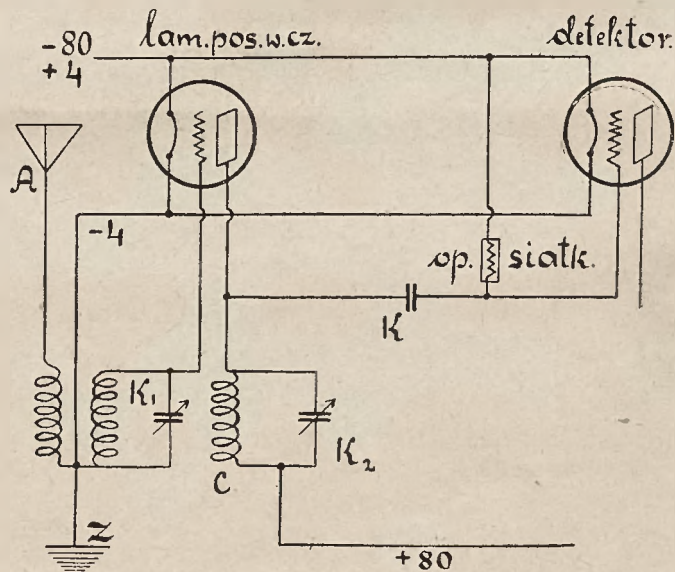 -80
+4
lam.pos.w.cz.
detektor.
A
-4
op. siatk.
K
K1
K2
C
Z
+80